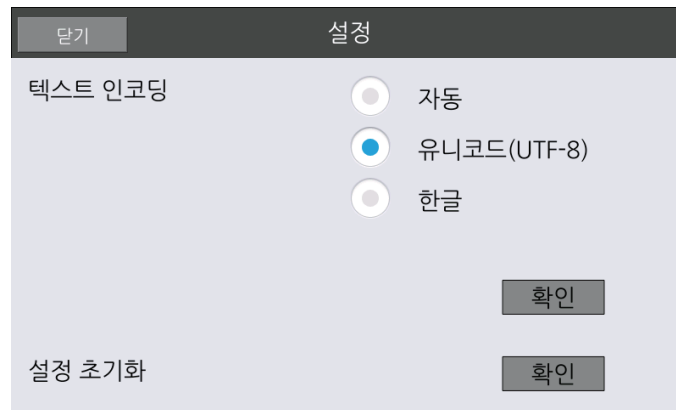 닫기 설정
텍스트 인코딩 자동
유니코드(UTF-8)
한글
확인
설정 초기화 확인